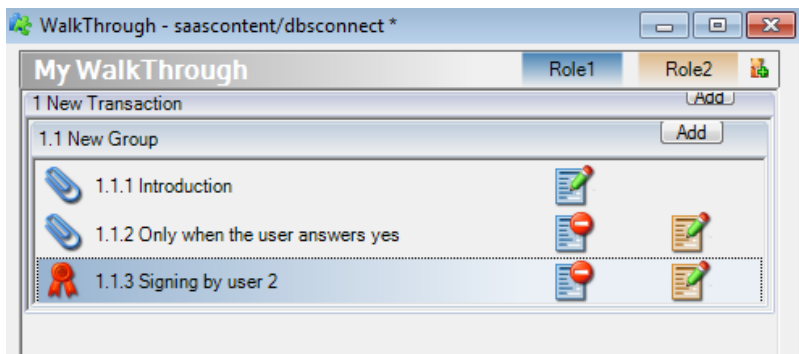 WalkThrough - saascontent/dbsconnect *
My WalkThrough Role1 Role2
1 New Transaction Add
1.1 New Group Add
1.1.1 Introduction
1.1.2 Only when the user answers yes
1.1.3 Signing by user 2